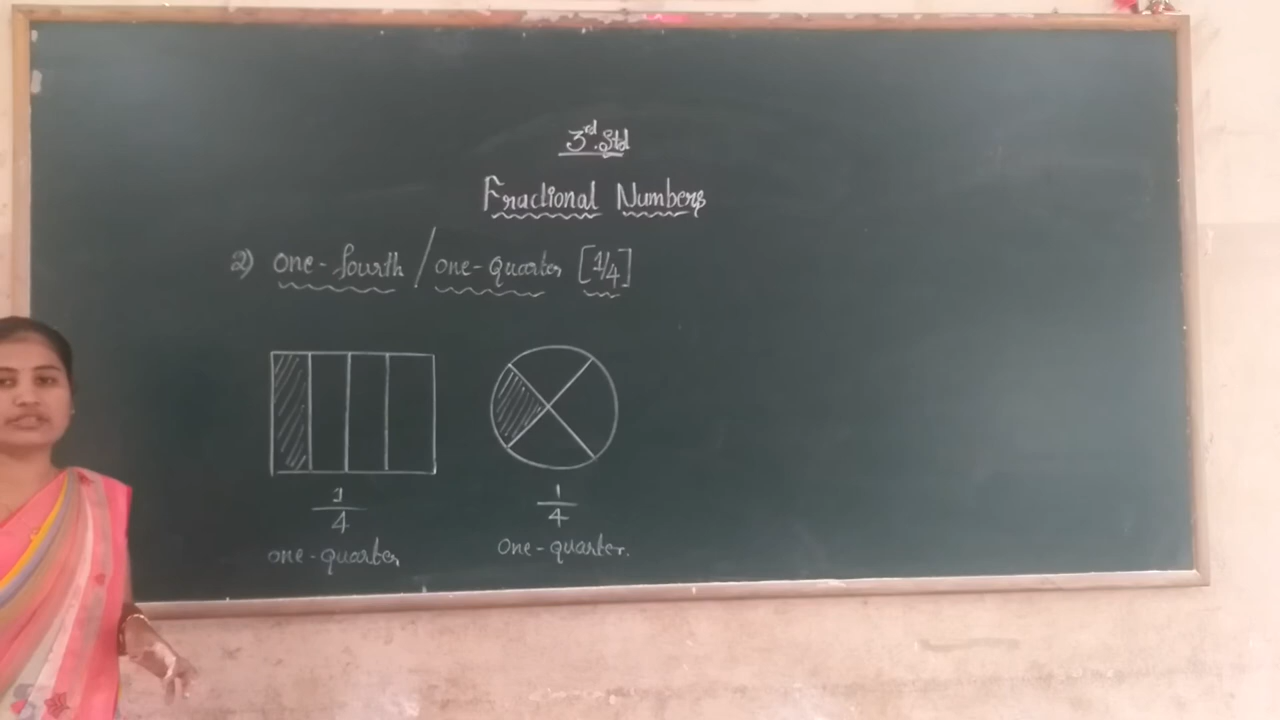 3rd. Std
Fractional Numbers
2) one-fourth / one-quarter [1/4]
1/4
one-quarter
1/4
one-quarter.